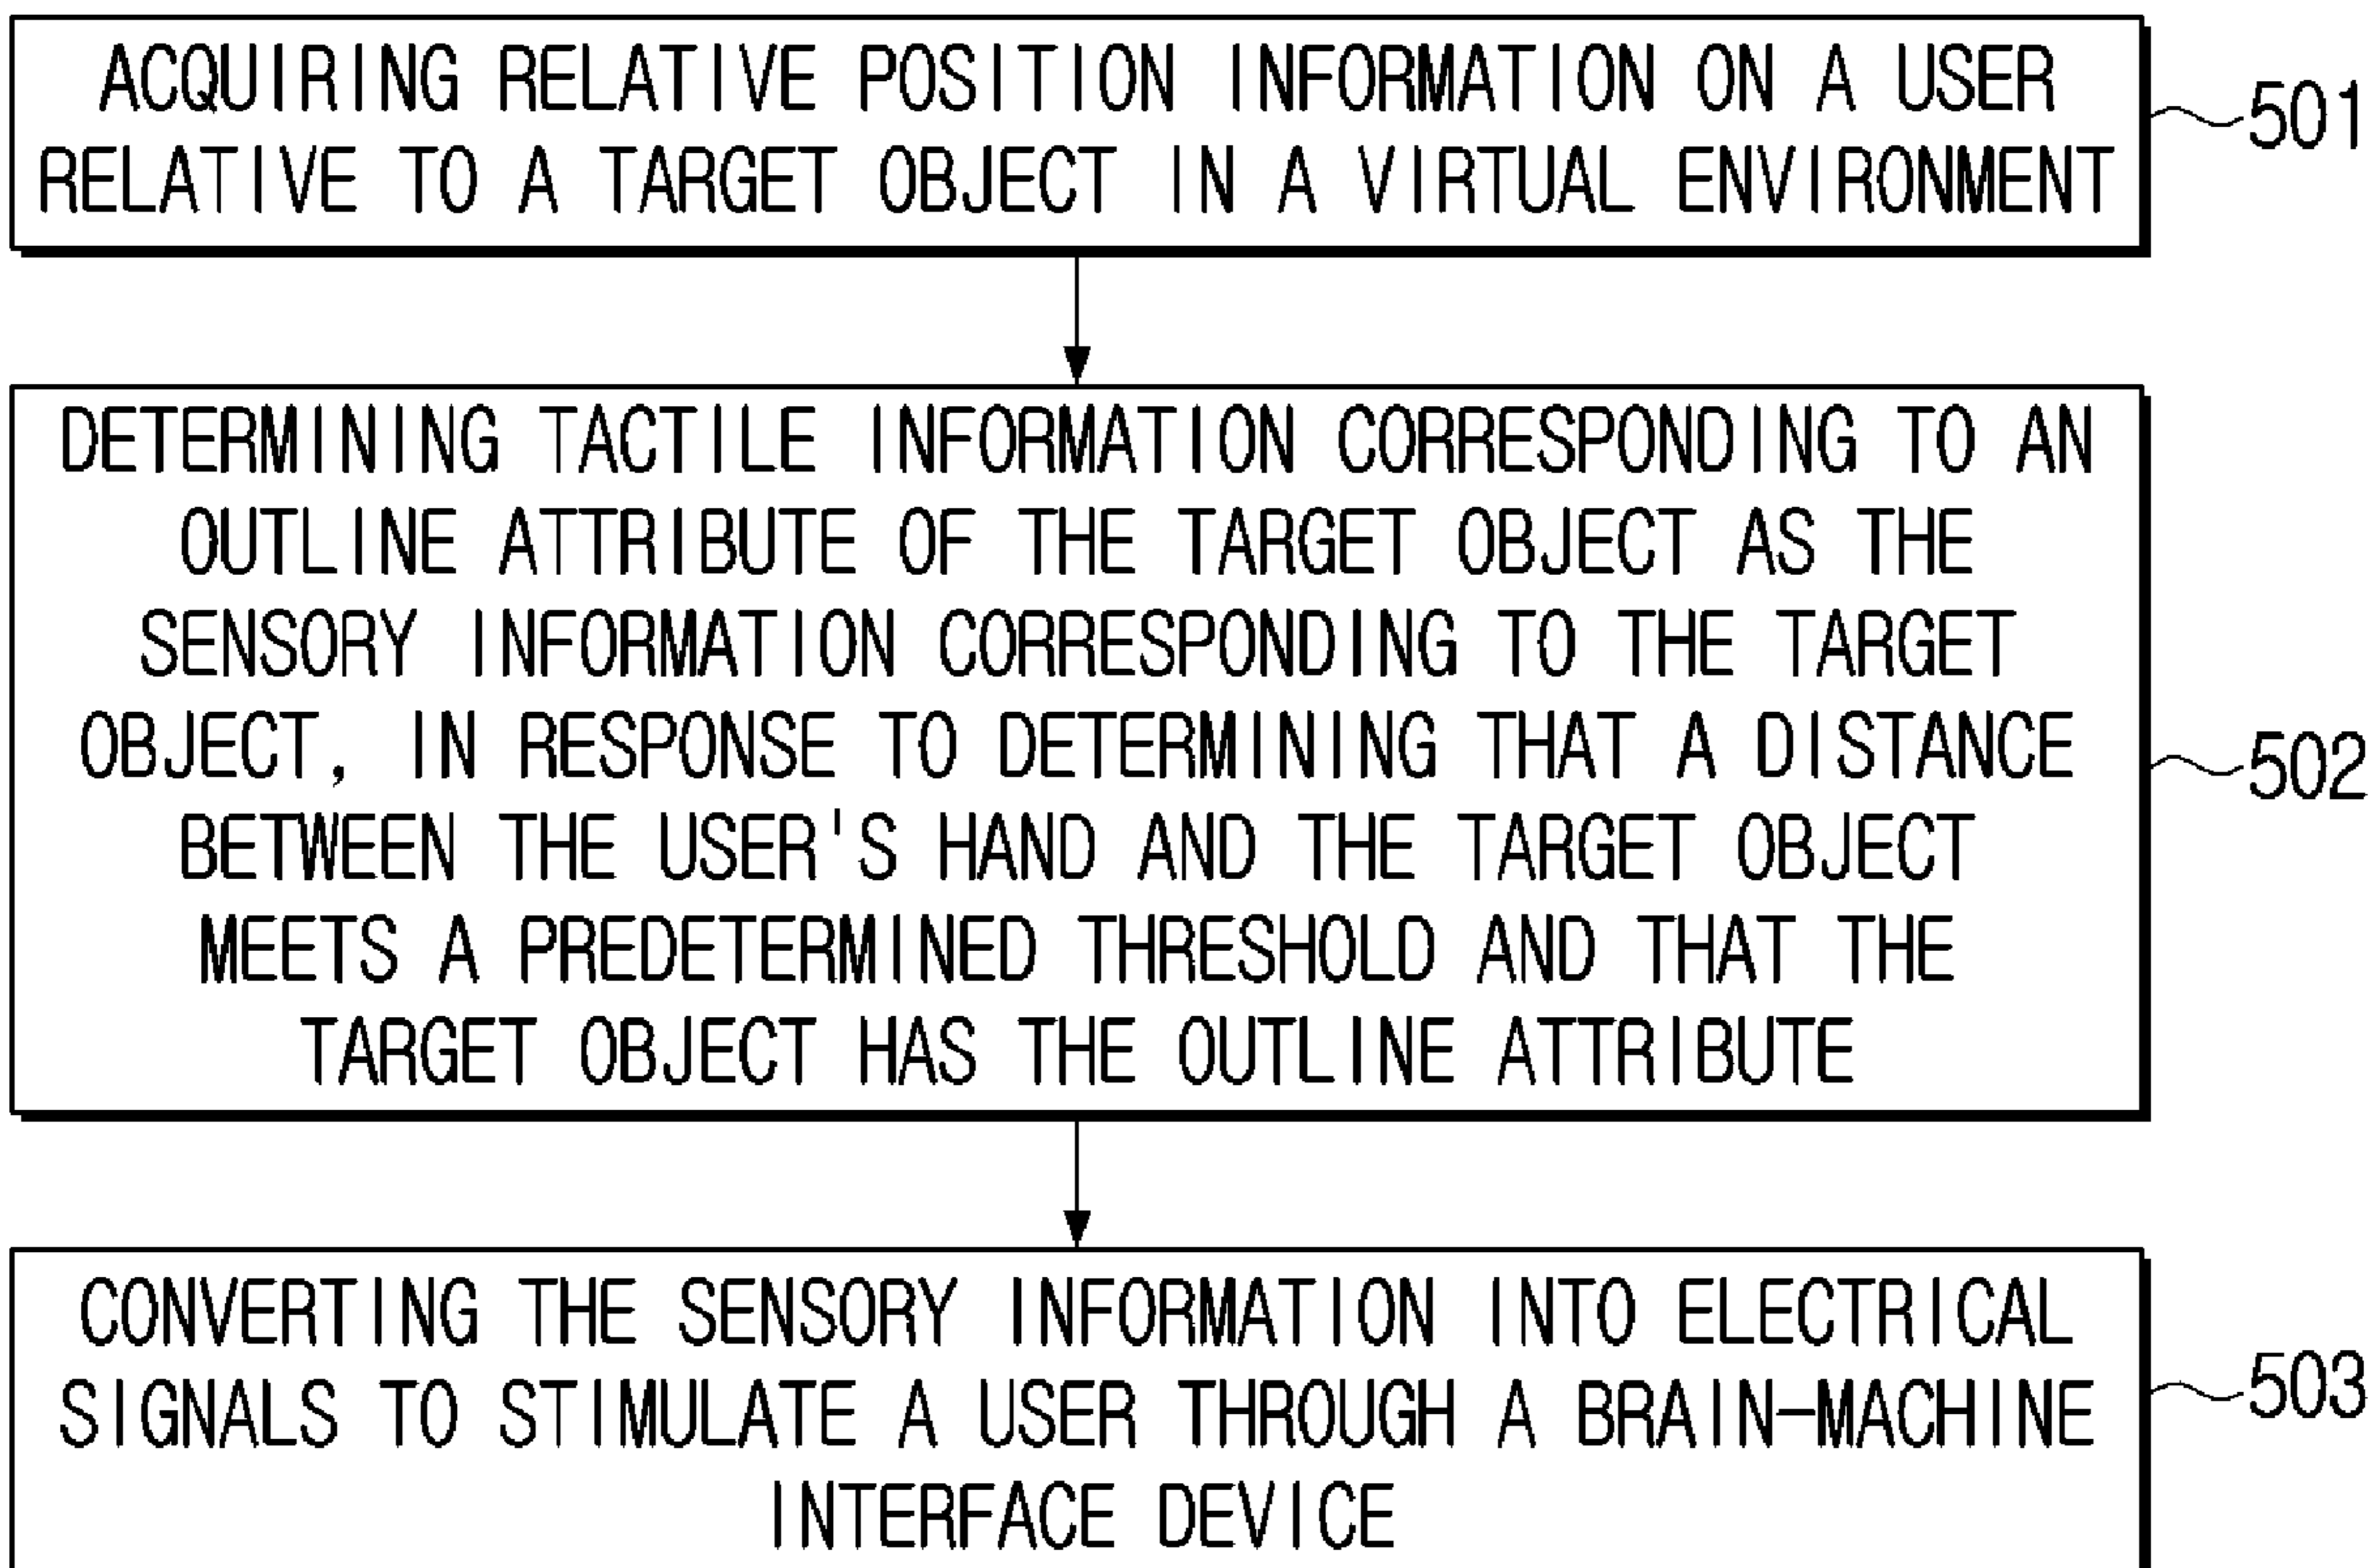 ACQUIRING RELATIVE POSITION INFORMATION ON A USER
RELATIVE TO A TARGET OBJECT IN A VIRTUAL ENVIRONMENT
501
DETERMINING TACTILE INFORMATION CORRESPONDING TO AN
OUTLINE ATTRIBUTE OF THE TARGET OBJECT AS THE
SENSORY INFORMATION CORRESPONDING TO THE TARGET
OBJECT, IN RESPONSE TO DETERMINING THAT A DISTANCE
BETWEEN THE USER'S HAND AND THE TARGET OBJECT
MEETS A PREDETERMINED THRESHOLD AND THAT THE
TARGET OBJECT HAS THE OUTLINE ATTRIBUTE
502
CONVERTING THE SENSORY INFORMATION INTO ELECTRICAL
SIGNALS TO STIMULATE A USER THROUGH A BRAIN-MACHINE
INTERFACE DEVICE
503